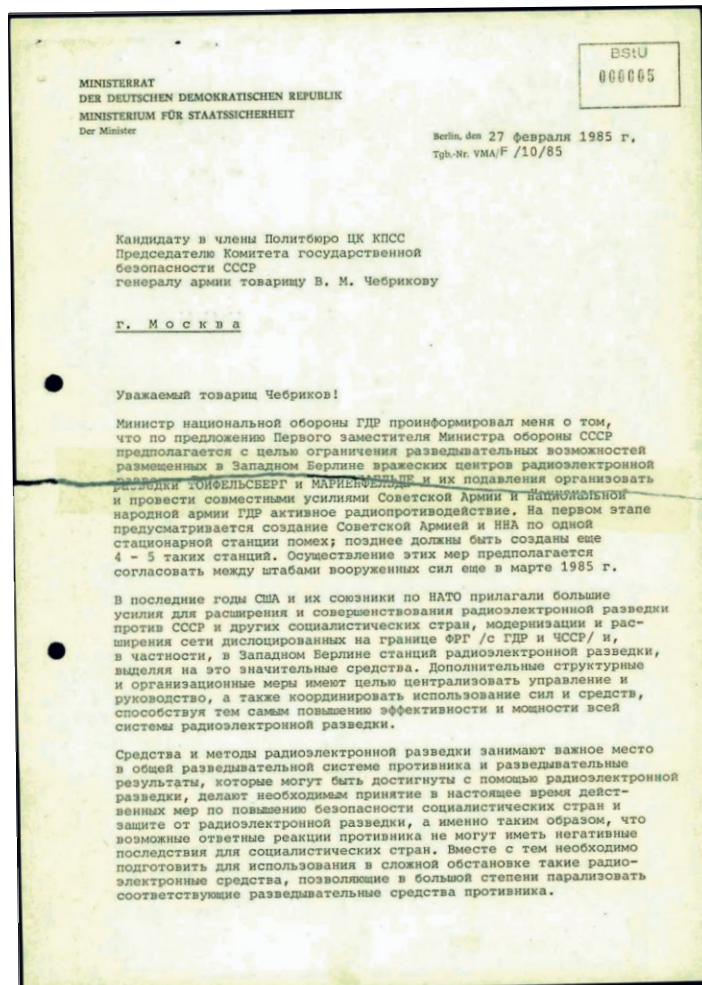 BStU
000005
MINISTERRAT
DER DEUTSCHEN DEMOKRATISCHEN REPUBLIK
MINISTERIUM FÜR STAATSSICHERHEIT
Der Minister
Berlin, den 27 февраля 1985 г.
Tgb.-Nr. VMA/F /10/85
Кандидату в члены Политбюро ЦК КПСС
Председателю Комитета государственной
безопасности СССР
генералу армии товарищу В. М. Чебрикову
г. М о с к в а
Уважаемый товарищ Чебриков!
Министр национальной обороны ГДР проинформировал меня о том,
что по предложению Первого заместителя Министра обороны СССР
предполагается с целью ограничения разведывательных возможностей
размещенных в Западном Берлине вражеских центров радиоэлектронной
разведки ТОЙФЕЛЬСБЕРГ и МАРИЕНФЕЛЬДЕ и их подавления организовать
и провести совместными усилиями Советской Армии и Национальной
народной армии ГДР активное радиопротиводействие. На первом этапе
предусматривается создание Советской Армией и ННА по одной
стационарной станции помех; позднее должны быть созданы еще
4 - 5 таких станций. Осуществление этих мер предполагается
согласовать между штабами вооруженных сил еще в марте 1985 г.
В последние годы США и их союзники по НАТО прилагали большие
усилия для расширения и совершенствования радиоэлектронной разведки
против СССР и других социалистических стран, модернизации и рас-
ширения сети дислоцированных на границе ФРГ /с ГДР и ЧССР/ и,
в частности, в Западном Берлине станций радиоэлектронной разведки,
выделяя на это значительные средства. Дополнительные структурные
и организационные меры имеют целью централизовать управление и
руководство, а также координировать использование сил и средств,
способствуя тем самым повышению эффективности и мощности всей
системы радиоэлектронной разведки.
Средства и методы радиоэлектронной разведки занимают важное место
в общей разведывательной системе противника и разведывательные
результаты, которые могут быть достигнуты с помощью радиоэлектронной
разведки, делают необходимым принятие в настоящее время дейст-
венных мер по повышению безопасности социалистических стран и
защите от радиоэлектронной разведки, а именно таким образом, что
возможные ответные реакции противника не могут иметь негативные
последствия для социалистических стран. Вместе с тем необходимо
подготовить для использования в сложной обстановке такие радио-
электронные средства, позволяющие в большой степени парализовать
соответствующие разведывательные средства противника.